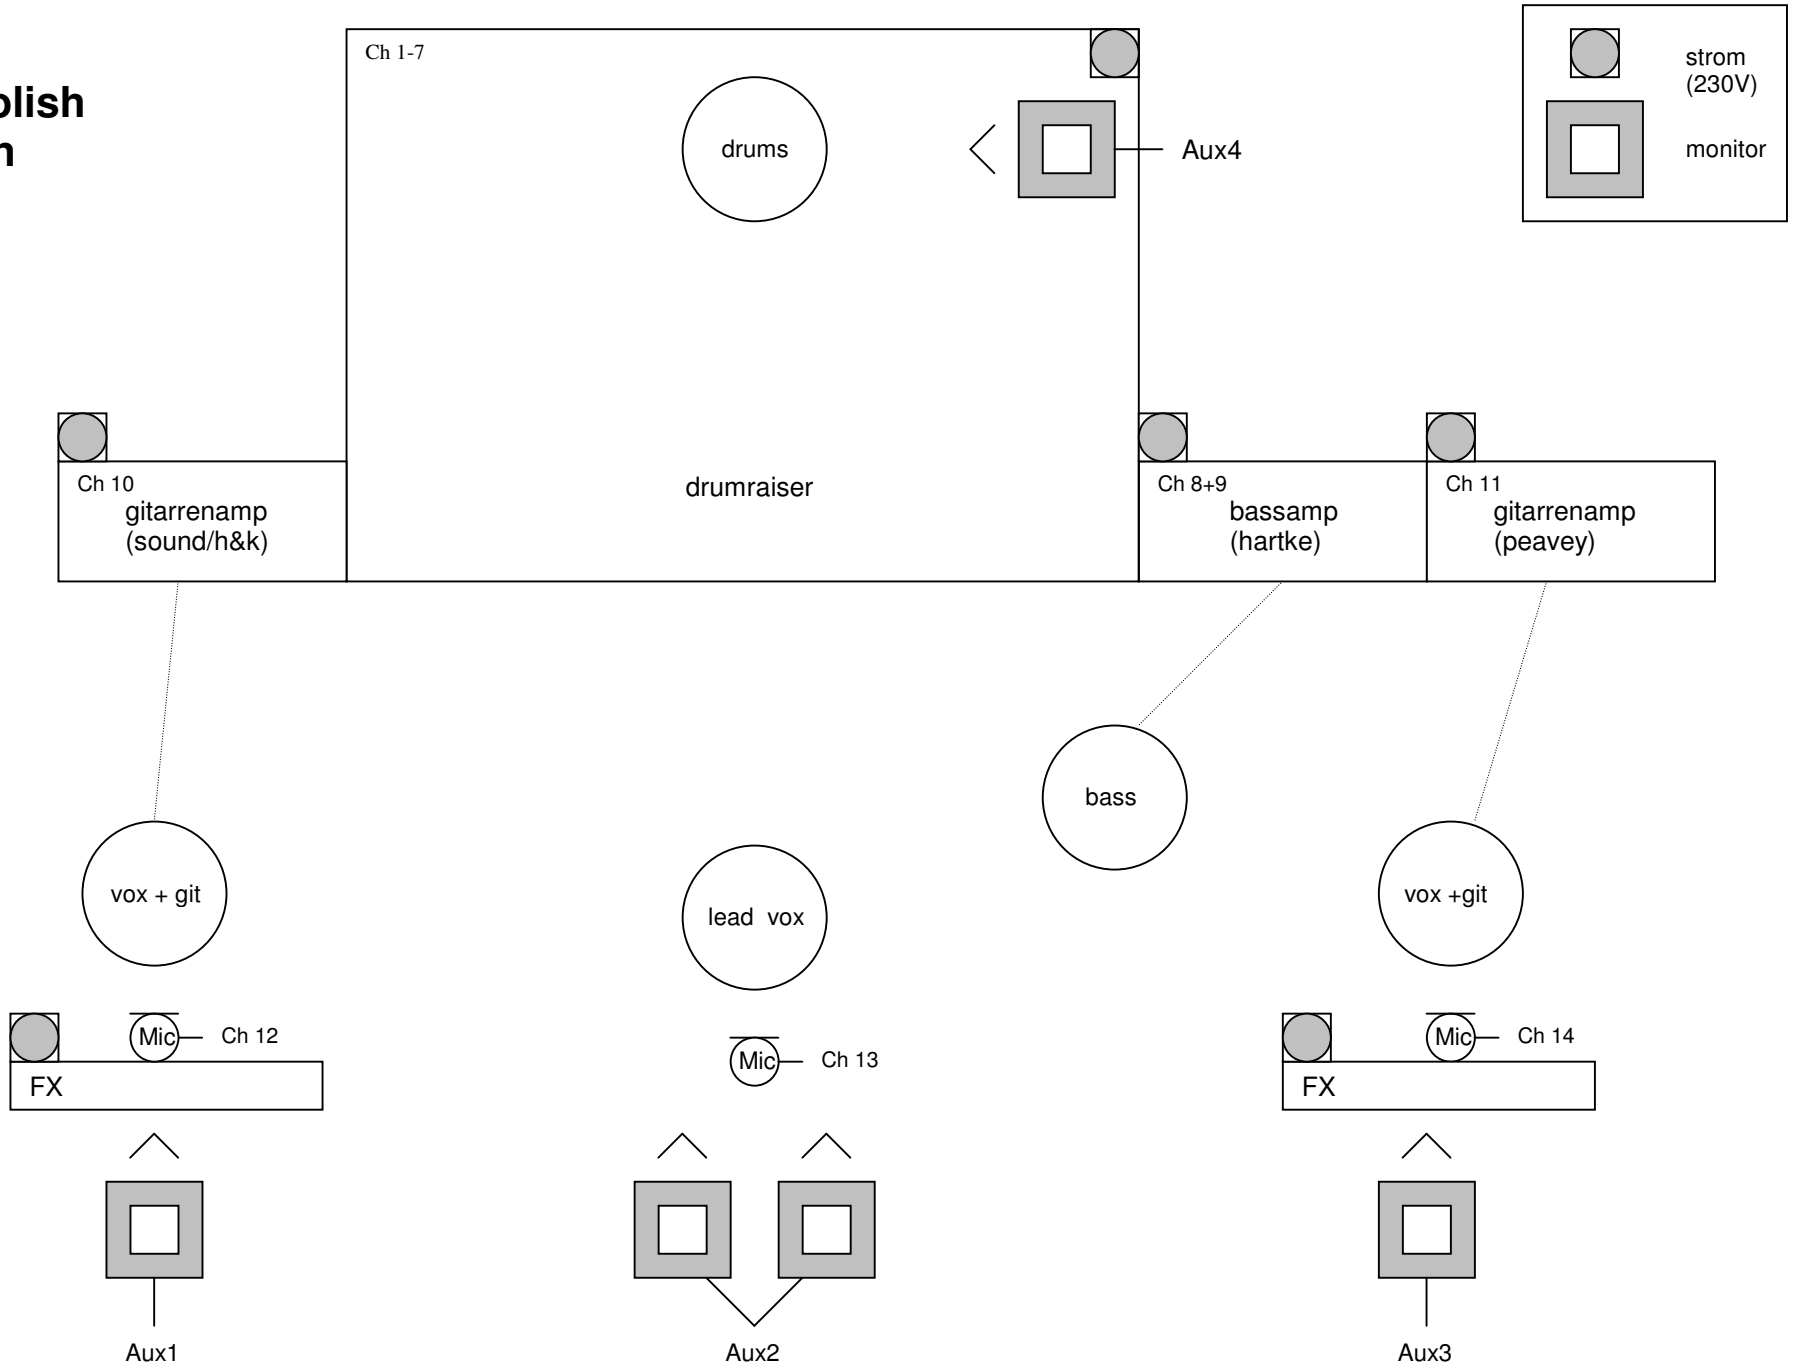 olish
n
Ch 1-7
drums
Aux4
strom
(230V)
monitor
Ch 10
gitarrenamp
(sound/h&k)
drumraiser
Ch 8+9
bassamp
(hartke)
Ch 11
gitarrenamp
(peavey)
bass
vox + git
lead  vox
vox +git
Mic
Ch 12
FX
Mic
Ch 13
Mic
Ch 14
FX
Aux1
Aux2
Aux3